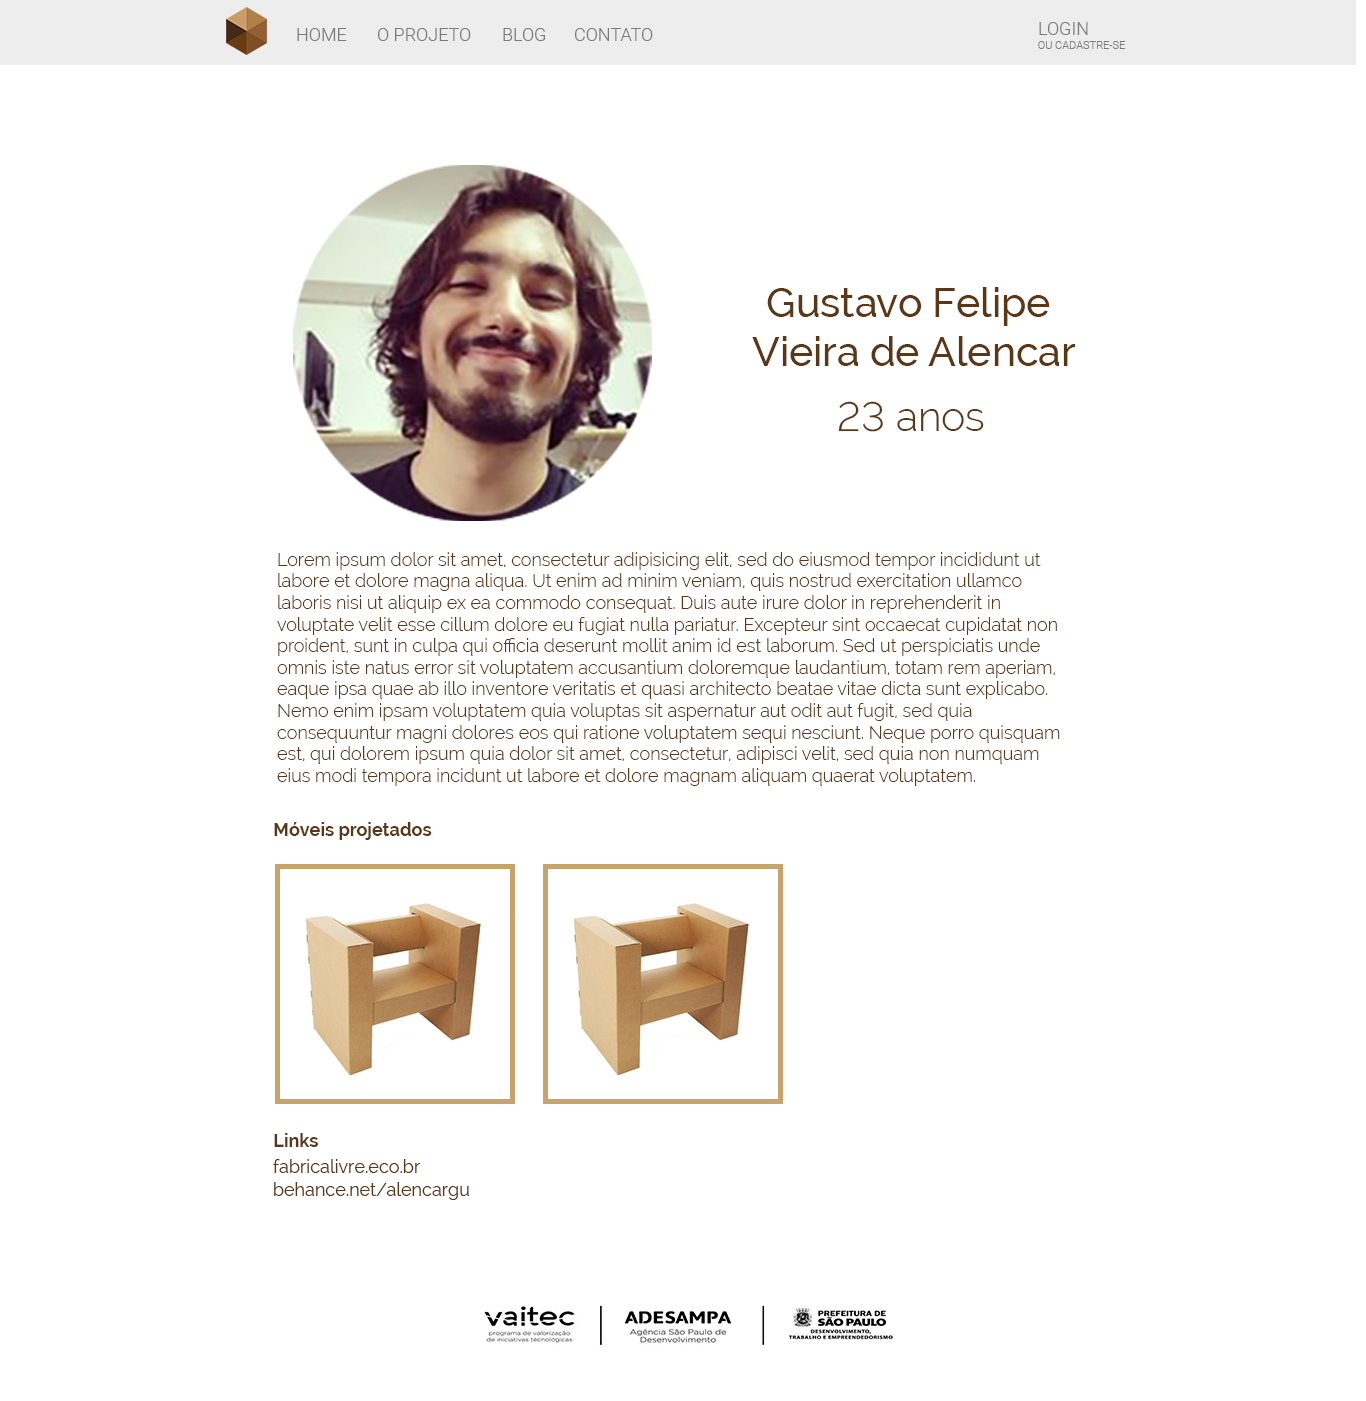 HOME O PROJETO BLOG CONTATO
LOGIN
OU CADASTRE-SE
Gustavo Felipe
Vieira de Alencar
23 anos
Lorem ipsum dolor sit amet, consectetur adipisicing elit, sed do eiusmod tempor incididunt ut
labore et dolore magna aliqua. Ut enim ad minim veniam, quis nostrud exercitation ullamco
laboris nisi ut aliquip ex ea commodo consequat. Duis aute irure dolor in reprehenderit in
voluptate velit esse cillum dolore eu fugiat nulla pariatur. Excepteur sint occaecat cupidatat non
proident, sunt in culpa qui officia deserunt mollit anim id est laborum. Sed ut perspiciatis unde
omnis iste natus error sit voluptatem accusantium doloremque laudantium, totam rem aperiam,
eaque ipsa quae ab illo inventore veritatis et quasi architecto beatae vitae dicta sunt explicabo.
Nemo enim ipsam voluptatem quia voluptas sit aspernatur aut odit aut fugit, sed quia
consequuntur magni dolores eos qui ratione voluptatem sequi nesciunt. Neque porro quisquam
est, qui dolorem ipsum quia dolor sit amet, consectetur, adipisci velit, sed quia non numquam
eius modi tempora incidunt ut labore et dolore magnam aliquam quaerat voluptatem.
Móveis projetados
Links
fabricalivre.eco.br
behance.net/alencargu
vaitec
programa de valorização
de iniciativas tecnológicas
ADESAMPA
Agência São Paulo de
Desenvolvimento
PREFEITURA DE
SÃO PAULO
DESENVOLVIMENTO,
TRABALHO E EMPREENDEDORISMO